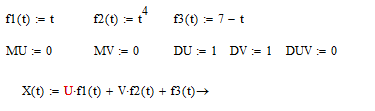 f1(t) := t f2(t) := t⁴ f3(t) := 7 − t
MU := 0 MV := 0 DU := 1 DV := 1 DUV := 0
X(t) := U·f1(t) + V·f2(t) + f3(t)→